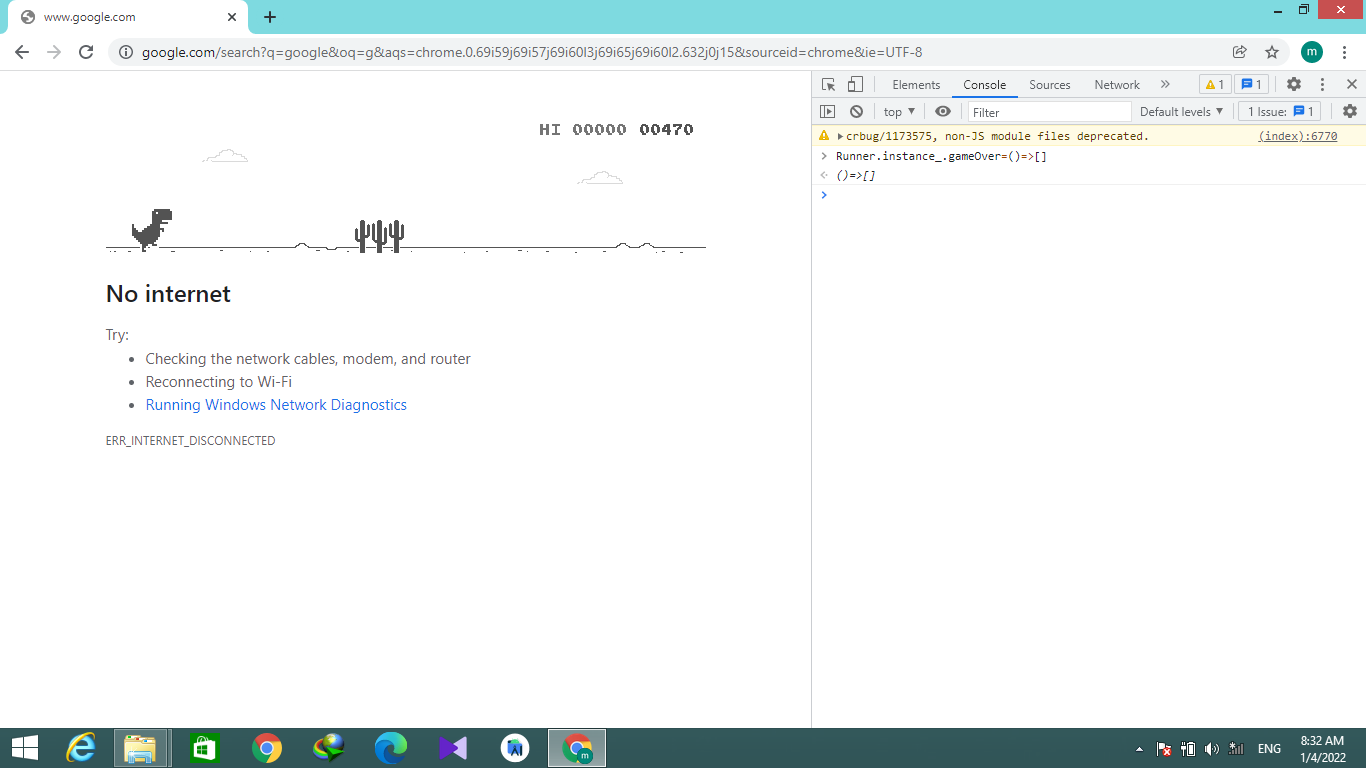 www.google.com
google.com/search?q=google&oq=g&aqs=chrome.0.69i59j69i57j69i60l3j69i65j69i60l2.632j0j15&sourceid=chrome&ie=UTF-8
m
Elements Console Sources Network 1 1
top Filter Default levels 1 Issue: 1
HI 00000 00470
crbug/1173575, non-JS module files deprecated. (index):6770
Runner.instance_.gameOver=()=>[]
()=>[]
No internet
Try:
Checking the network cables, modem, and router
Reconnecting to Wi-Fi
Running Windows Network Diagnostics
ERR_INTERNET_DISCONNECTED
m
ENG
8:32 AM
1/4/2022